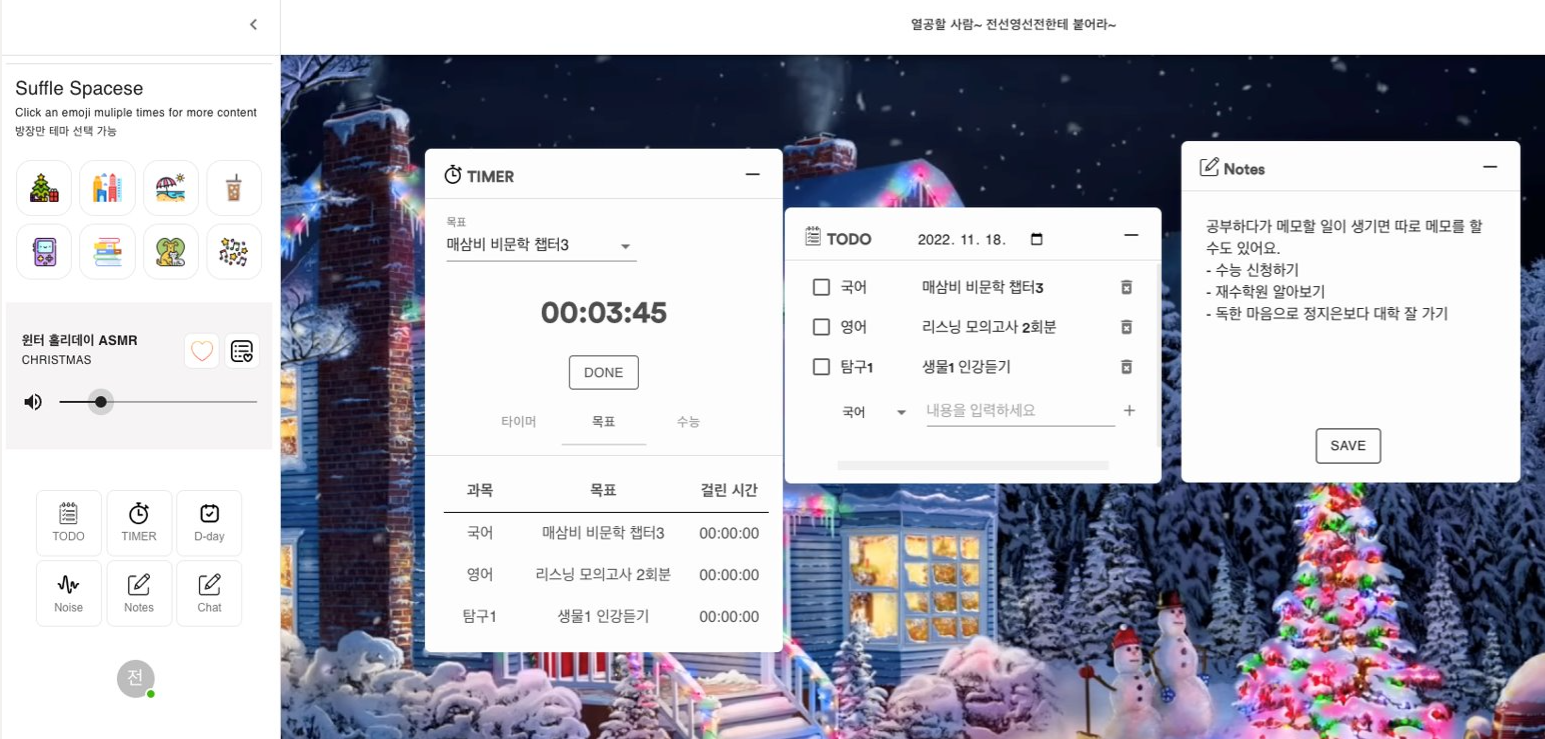 열공할 사람~ 전선영선전한테 붙어라~
Suffle Spacese
Click an emoji muliple times for more content
방장만 테마 선택 가능
윈터 홀리데이 ASMR
CHRISTMAS
TODO
TIMER
D-day
Noise
Notes
Chat
전
TIMER
목표
매삼비 비문학 챕터3
00:03:45
DONE
타이머 목표 수능
과목 목표 걸린 시간
국어 매삼비 비문학 챕터3 00:00:00
영어 리스닝 모의고사 2회분 00:00:00
탐구1 생물1 인강듣기 00:00:00
TODO 2022. 11. 18.
국어 매삼비 비문학 챕터3
영어 리스닝 모의고사 2회분
탐구1 생물1 인강듣기
국어 내용을 입력하세요
Notes
공부하다가 메모할 일이 생기면 따로 메모를 할
수도 있어요.
- 수능 신청하기
- 재수학원 알아보기
- 독한 마음으로 정지은보다 대학 잘 가기
SAVE